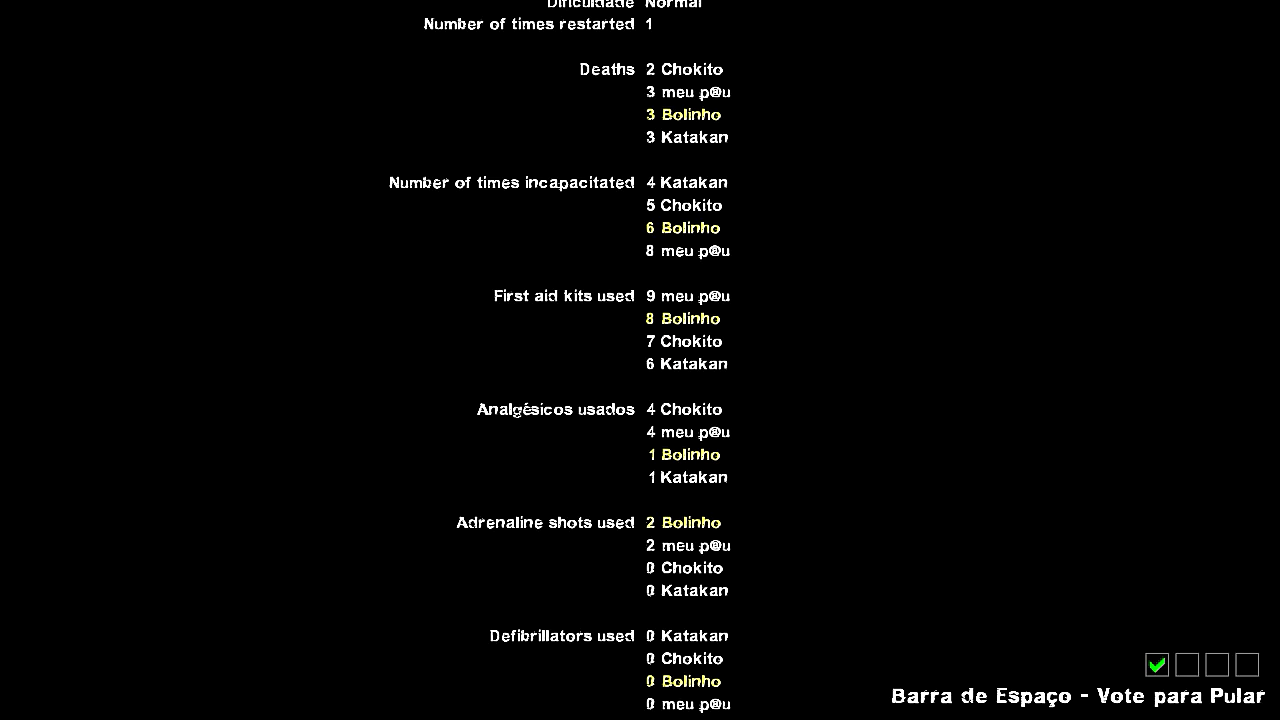 Dificuldade Normal
Number of times restarted 1
Deaths 2 Chokito
3 meu p@u
3 Bolinho
3 Katakan
Number of times incapacitated 4 Katakan
5 Chokito
6 Bolinho
8 meu p@u
First aid kits used 9 meu p@u
8 Bolinho
7 Chokito
6 Katakan
Analgésicos usados 4 Chokito
4 meu p@u
1 Bolinho
1 Katakan
Adrenaline shots used 2 Bolinho
2 meu p@u
0 Chokito
0 Katakan
Defibrillators used 0 Katakan
0 Chokito
0 Bolinho
0 meu p@u
Barra de Espaço - Vote para Pular